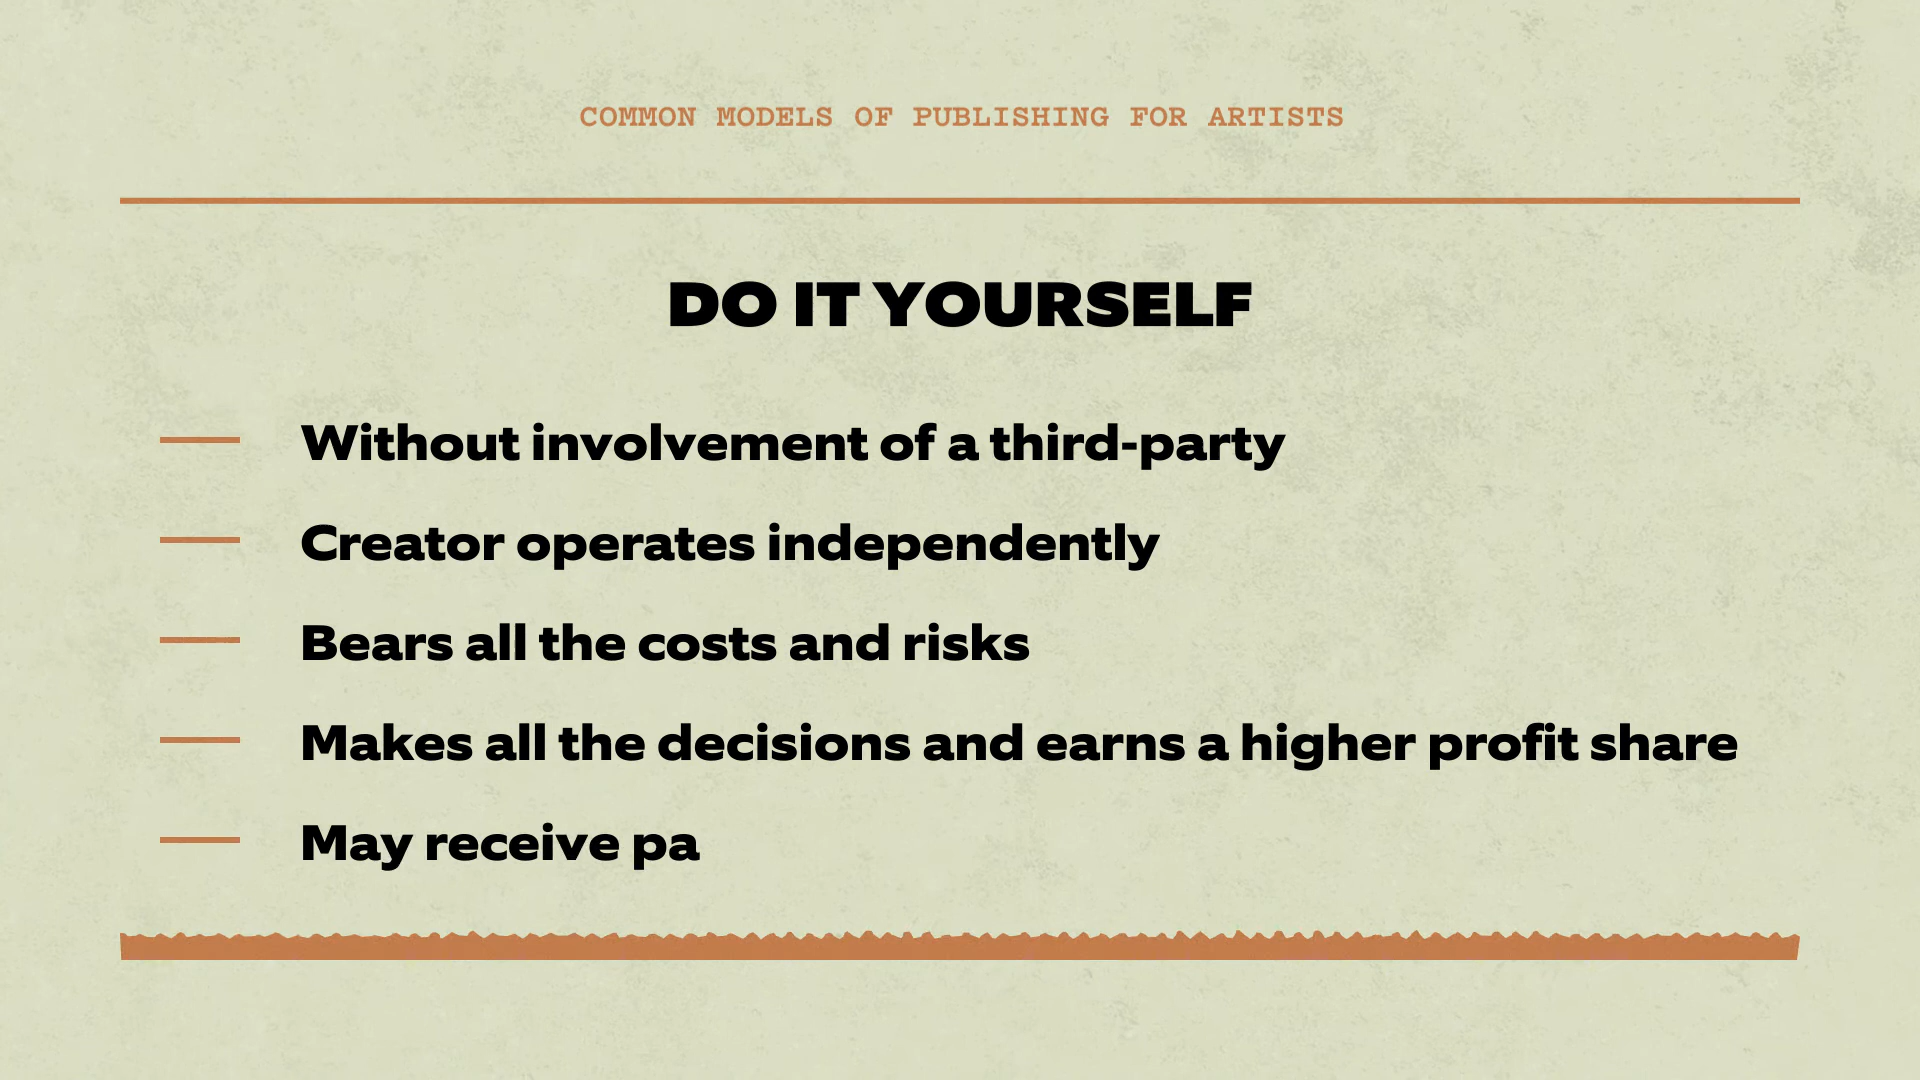 COMMON MODELS OF PUBLISHING FOR ARTISTS
DO IT YOURSELF
Without involvement of a third-party
Creator operates independently
Bears all the costs and risks
Makes all the decisions and earns a higher profit share
May receive pa